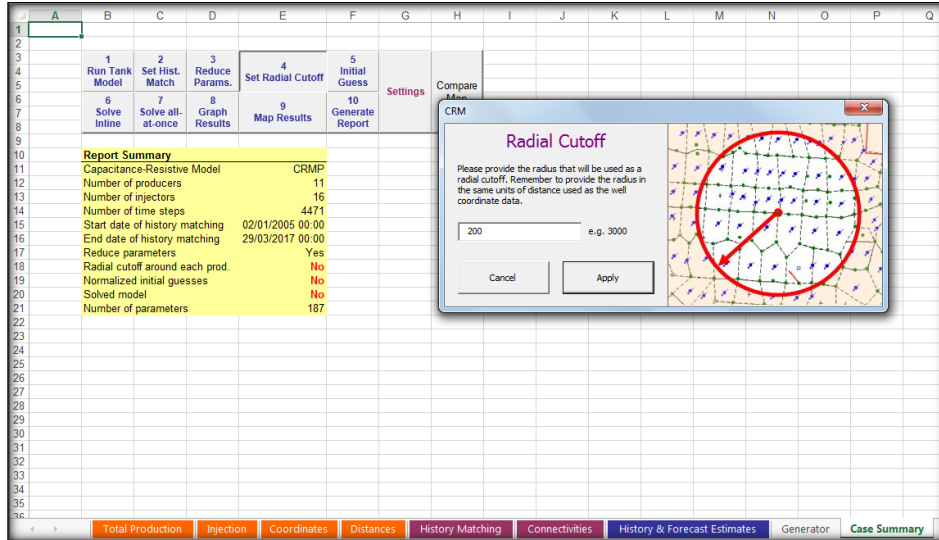 A B C D E F G H I J K L M N O P Q
1
2
3
4
5
6
7
8
9
10
11
12
13
14
15
16
17
18
19
20
21
22
23
24
25
26
27
28
29
30
31
32
33
34
35
36
1
Run Tank
Model
2
Set Hist.
Match
3
Reduce
Params.
4
Set Radial Cutoff
5
Initial
Guess
Settings
Compare
Map
6
Solve
Inline
7
Solve all-
at-once
8
Graph
Results
9
Map Results
10
Generate
Report
Report Summary
Capacitance-Resistive Model CRMP
Number of producers 11
Number of injectors 16
Number of time steps 4471
Start date of history matching 02/01/2005 00:00
End date of history matching 29/03/2017 00:00
Reduce parameters Yes
Radial cutoff around each prod. No
Normalized initial guesses No
Solved model No
Number of parameters 187
CRM
Radial Cutoff
Please provide the radius that will be used as a
radial cutoff. Remember to provide the radius in
the same units of distance used as the well
coordinate data.
200 e.g. 3000
Cancel Apply
Total Production Injection Coordinates Distances History Matching Connectivities History & Forecast Estimates Generator Case Summary